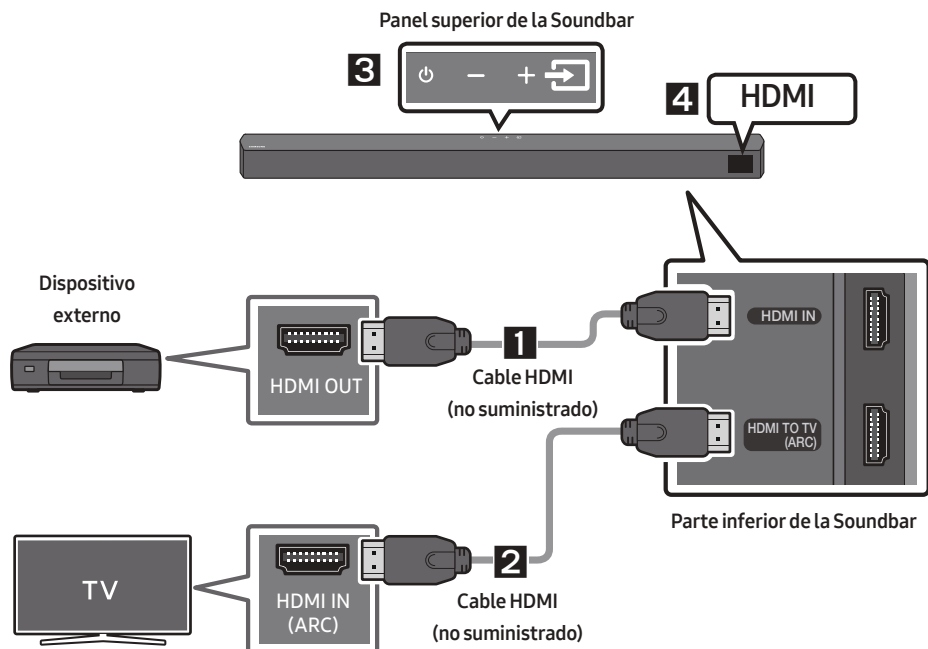 Panel superior de la Soundbar
3
4
HDMI
Dispositivo
externo
HDMI OUT
1
Cable HDMI
(no suministrado)
HDMI IN
HDMI TO TV
(ARC)
Parte inferior de la Soundbar
TV
HDMI IN
(ARC)
2
Cable HDMI
(no suministrado)